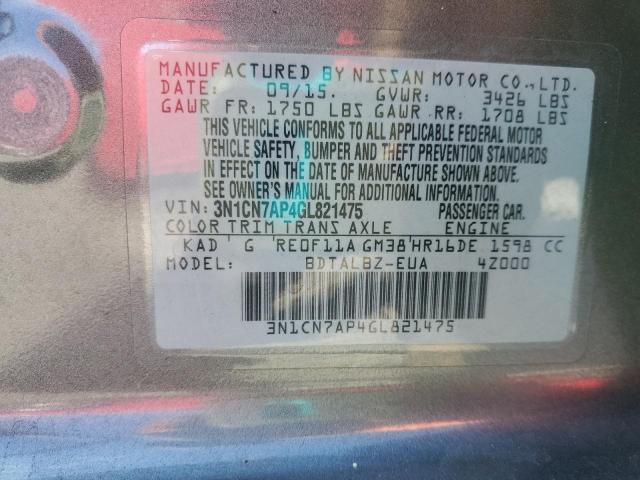 MANUFACTURED BY NISSAN MOTOR CO., LTD.
DATE: 09/15. GVWR: 3426 LBS
GAWR FR: 1750 LBS GAWR RR: 1708 LBS
THIS VEHICLE CONFORMS TO ALL APPLICABLE FEDERAL MOTOR
VEHICLE SAFETY, BUMPER AND THEFT PREVENTION STANDARDS
IN EFFECT ON THE DATE OF MANUFACTURE SHOWN ABOVE.
SEE OWNER'S MANUAL FOR ADDITIONAL INFORMATION.
VIN: 3N1CN7AP4GL821475 PASSENGER CAR.
COLOR TRIM TRANS AXLE ENGINE
KAD G RE0F11A GM38 HR16DE 1598 CC
MODEL: BDTALBZ-EUA 4Z000
3N1CN7AP4GL821475